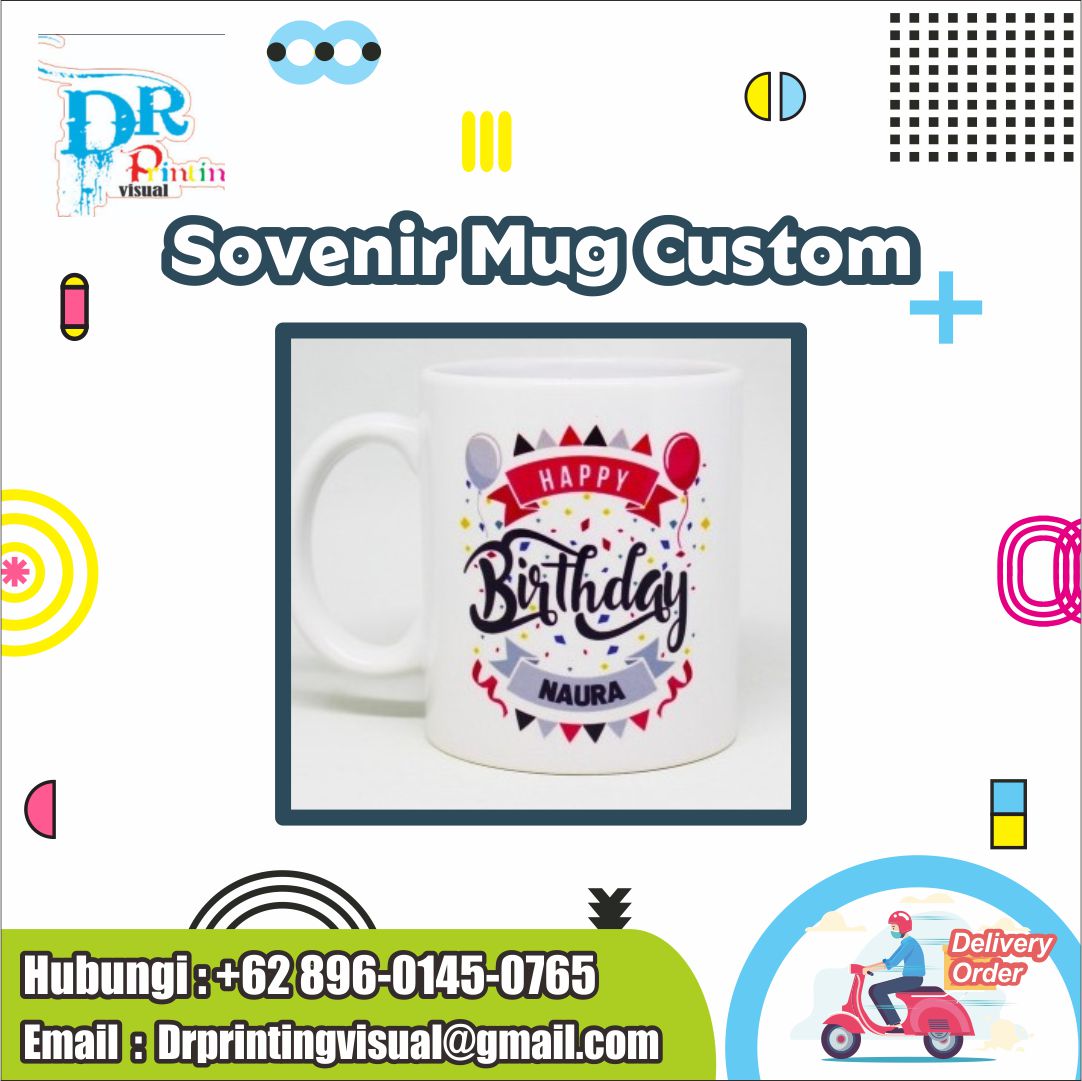 DR
Printin
visual
Sovenir Mug Custom
HAPPY
Birthday
NAURA
Hubungi : +62 896-0145-0765
Email : Drprintingvisual@gmail.com
Delivery
Order